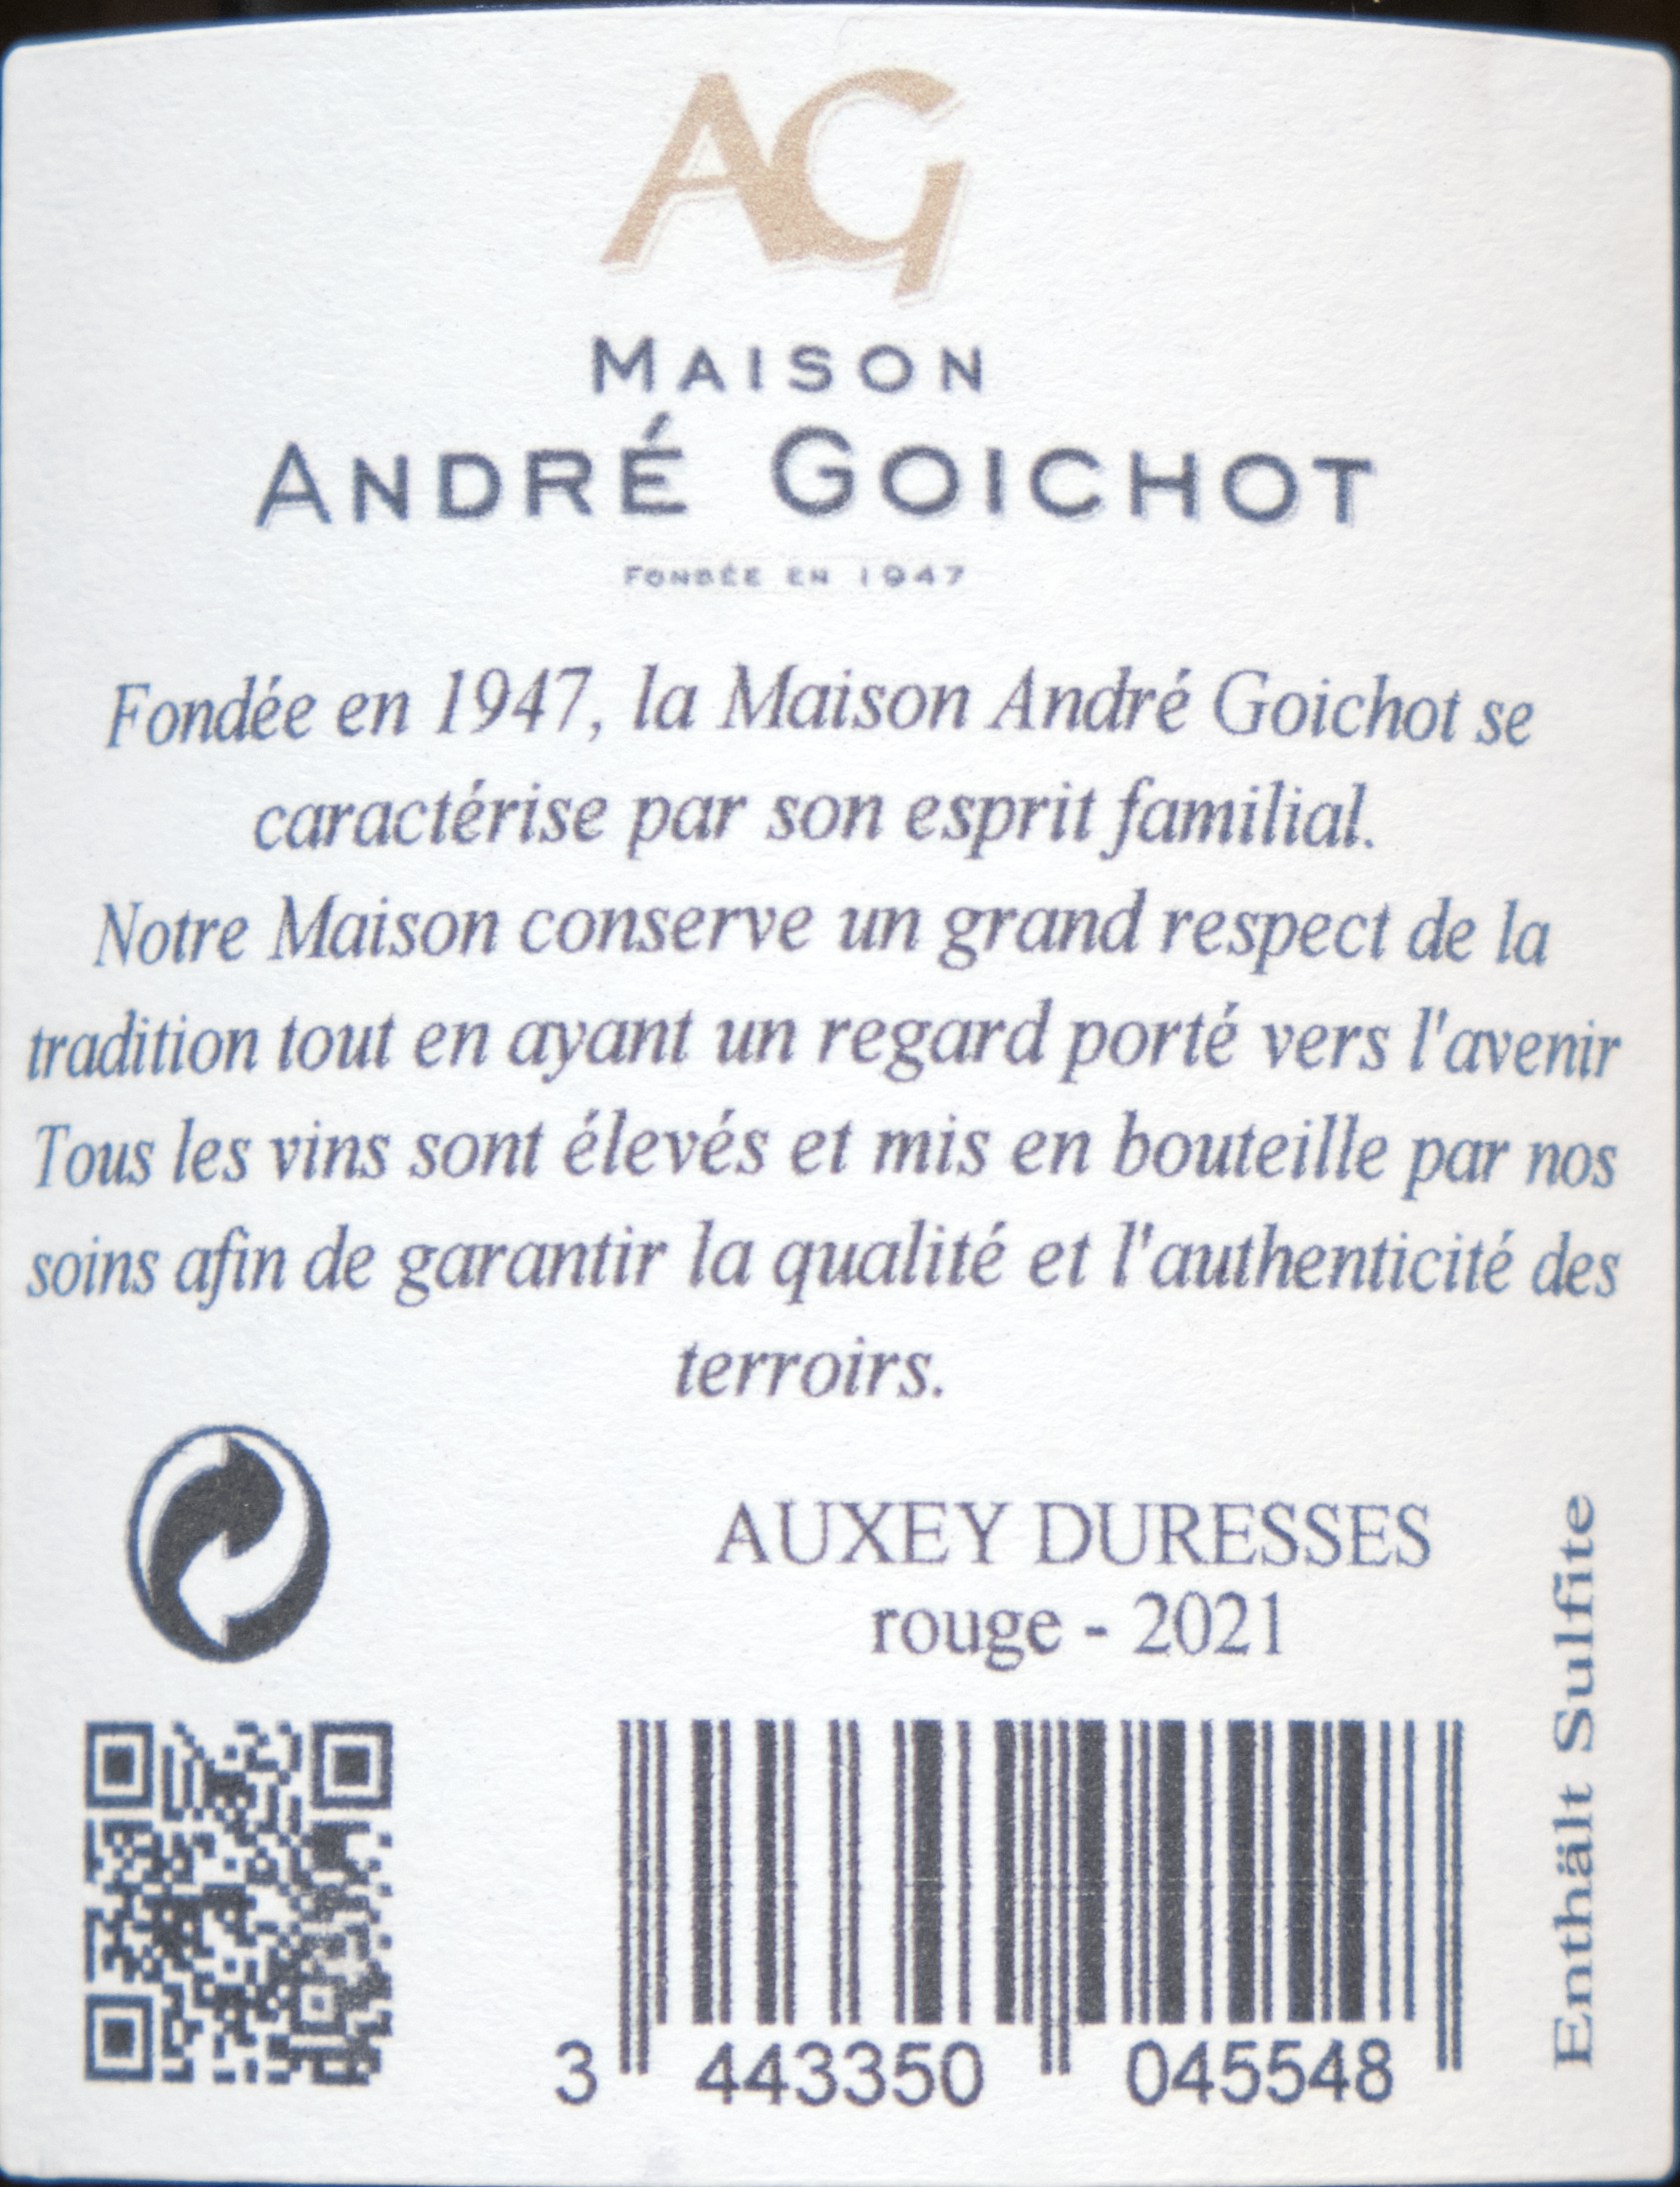 AG
MAISON
ANDRÉ GOICHOT
FONDÉE EN 1947
Fondée en 1947, la Maison André Goichot se
caractérise par son esprit familial.
Notre Maison conserve un grand respect de la
tradition tout en ayant un regard porté vers l'avenir
Tous les vins sont élevés et mis en bouteille par nos
soins afin de garantir la qualité et l'authenticité des
terroirs.
AUXEY DURESSES
rouge - 2021
Enthält Sulfite
3 443350 045548